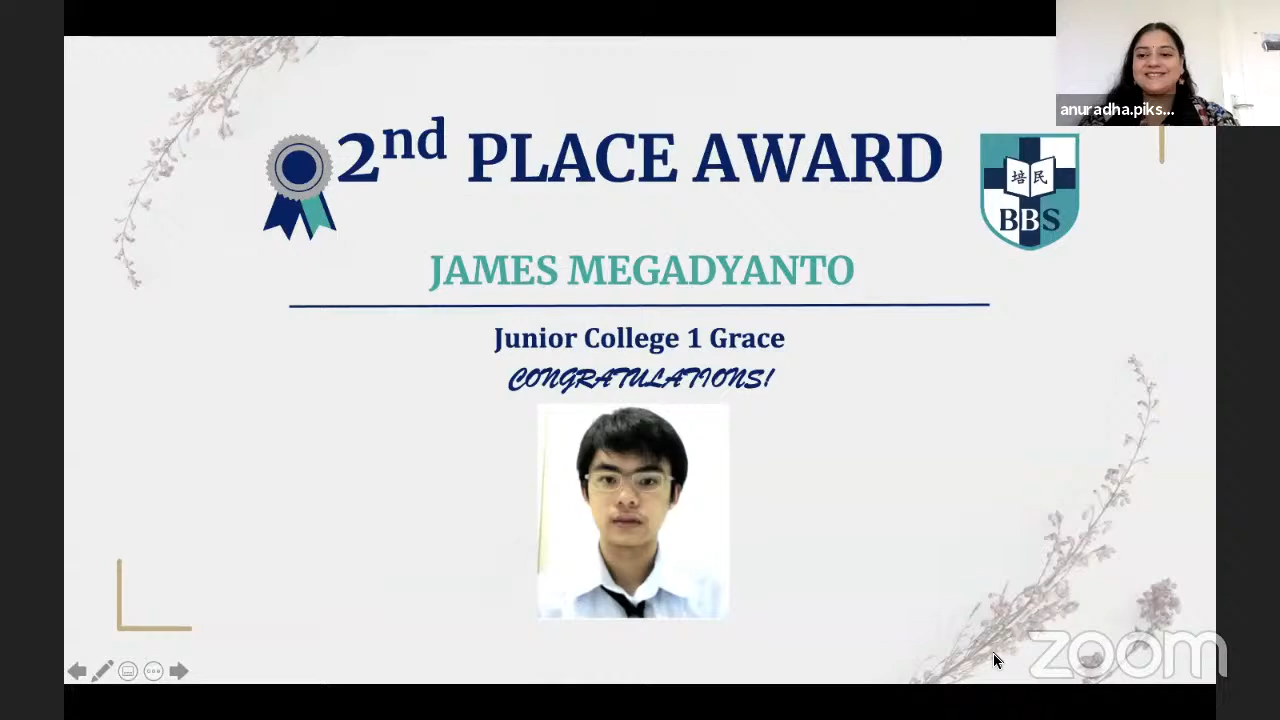 anuradha.piks...
2nd PLACE AWARD
培民
BBS
JAMES MEGADYANTO
Junior College 1 Grace
CONGRATULATIONS!
zoom